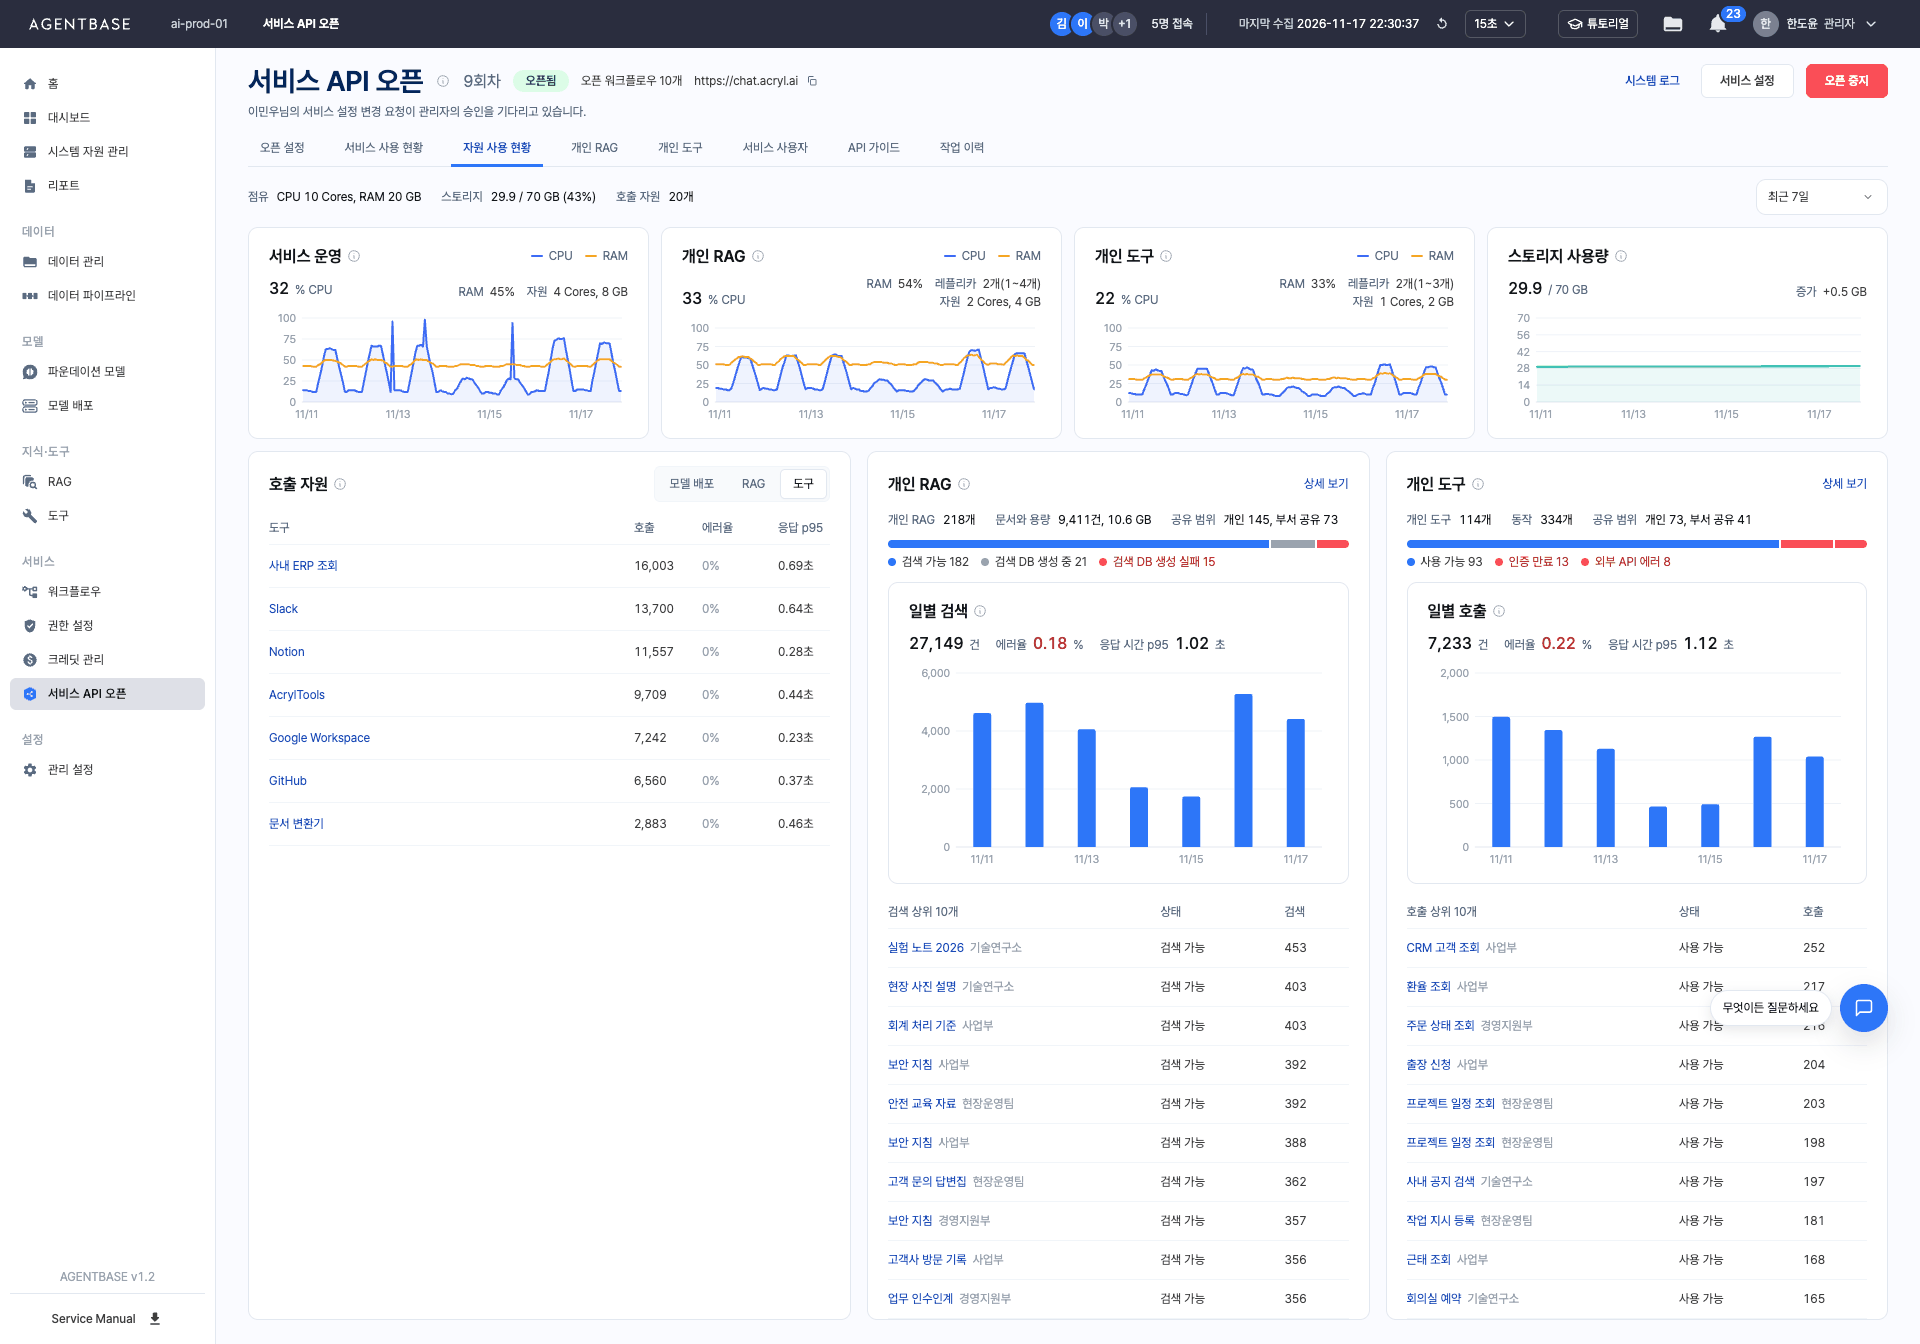 AGENTBASE
ai-prod-01
서비스 API 오픈
김 이 박 +1 5명 접속
마지막 수집 2026-11-17 22:30:37
15초
튜토리얼
23
한 한도윤 관리자
홈
대시보드
시스템 자원 관리
리포트
데이터
데이터 관리
데이터 파이프라인
모델
파운데이션 모델
모델 배포
지식·도구
RAG
도구
서비스
워크플로우
권한 설정
크레딧 관리
서비스 API 오픈
설정
관리 설정
AGENTBASE v1.2
Service Manual
서비스 API 오픈 9회차 오픈됨 오픈 워크플로우 10개 https://chat.acryl.ai
시스템 로그 서비스 설정 오픈 중지
이민우님의 서비스 설정 변경 요청이 관리자의 승인을 기다리고 있습니다.
오픈 설정 서비스 사용 현황 자원 사용 현황 개인 RAG 개인 도구 서비스 사용자 API 가이드 작업 이력
점유 CPU 10 Cores, RAM 20 GB 스토리지 29.9 / 70 GB (43%) 호출 자원 20개
최근 7일
서비스 운영 CPU RAM
32 % CPU RAM 45% 자원 4 Cores, 8 GB
100
75
50
25
0
11/11 11/13 11/15 11/17
개인 RAG CPU RAM
RAM 54% 레플리카 2개(1~4개)
33 % CPU 자원 2 Cores, 4 GB
100
75
50
25
0
11/11 11/13 11/15 11/17
개인 도구 CPU RAM
RAM 33% 레플리카 2개(1~3개)
22 % CPU 자원 1 Cores, 2 GB
100
75
50
25
0
11/11 11/13 11/15 11/17
스토리지 사용량
29.9 / 70 GB 증가 +0.5 GB
70
56
42
28
14
0
11/11 11/13 11/15 11/17
호출 자원 모델 배포 RAG 도구
도구 호출 에러율 응답 p95
사내 ERP 조회 16,003 0% 0.69초
Slack 13,700 0% 0.64초
Notion 11,557 0% 0.28초
AcrylTools 9,709 0% 0.44초
Google Workspace 7,242 0% 0.23초
GitHub 6,560 0% 0.37초
문서 변환기 2,883 0% 0.46초
개인 RAG 상세 보기
개인 RAG 218개 문서와 용량 9,411건, 10.6 GB 공유 범위 개인 145, 부서 공유 73
검색 가능 182 검색 DB 생성 중 21 검색 DB 생성 실패 15
일별 검색
27,149 건 에러율 0.18 % 응답 시간 p95 1.02 초
6,000
4,000
2,000
0
11/11 11/13 11/15 11/17
검색 상위 10개 상태 검색
실험 노트 2026 기술연구소 검색 가능 453
현장 사진 설명 기술연구소 검색 가능 403
회계 처리 기준 사업부 검색 가능 403
보안 지침 사업부 검색 가능 392
안전 교육 자료 현장운영팀 검색 가능 392
보안 지침 사업부 검색 가능 388
고객 문의 답변집 현장운영팀 검색 가능 362
보안 지침 경영지원부 검색 가능 357
고객사 방문 기록 사업부 검색 가능 356
업무 인수인계 경영지원부 검색 가능 356
개인 도구 상세 보기
개인 도구 114개 동작 334개 공유 범위 개인 73, 부서 공유 41
사용 가능 93 인증 만료 13 외부 API 에러 8
일별 호출
7,233 건 에러율 0.22 % 응답 시간 p95 1.12 초
2,000
1,500
1,000
500
0
11/11 11/13 11/15 11/17
호출 상위 10개 상태 호출
CRM 고객 조회 사업부 사용 가능 252
환율 조회 사업부 사용 가능 217
무엇이든 질문하세요
주문 상태 조회 경영지원부 사용 가능 216
출장 신청 사업부 사용 가능 204
프로젝트 일정 조회 현장운영팀 사용 가능 203
프로젝트 일정 조회 현장운영팀 사용 가능 198
사내 공지 검색 기술연구소 사용 가능 197
작업 지시 등록 현장운영팀 사용 가능 181
근태 조회 사업부 사용 가능 168
회의실 예약 기술연구소 사용 가능 165